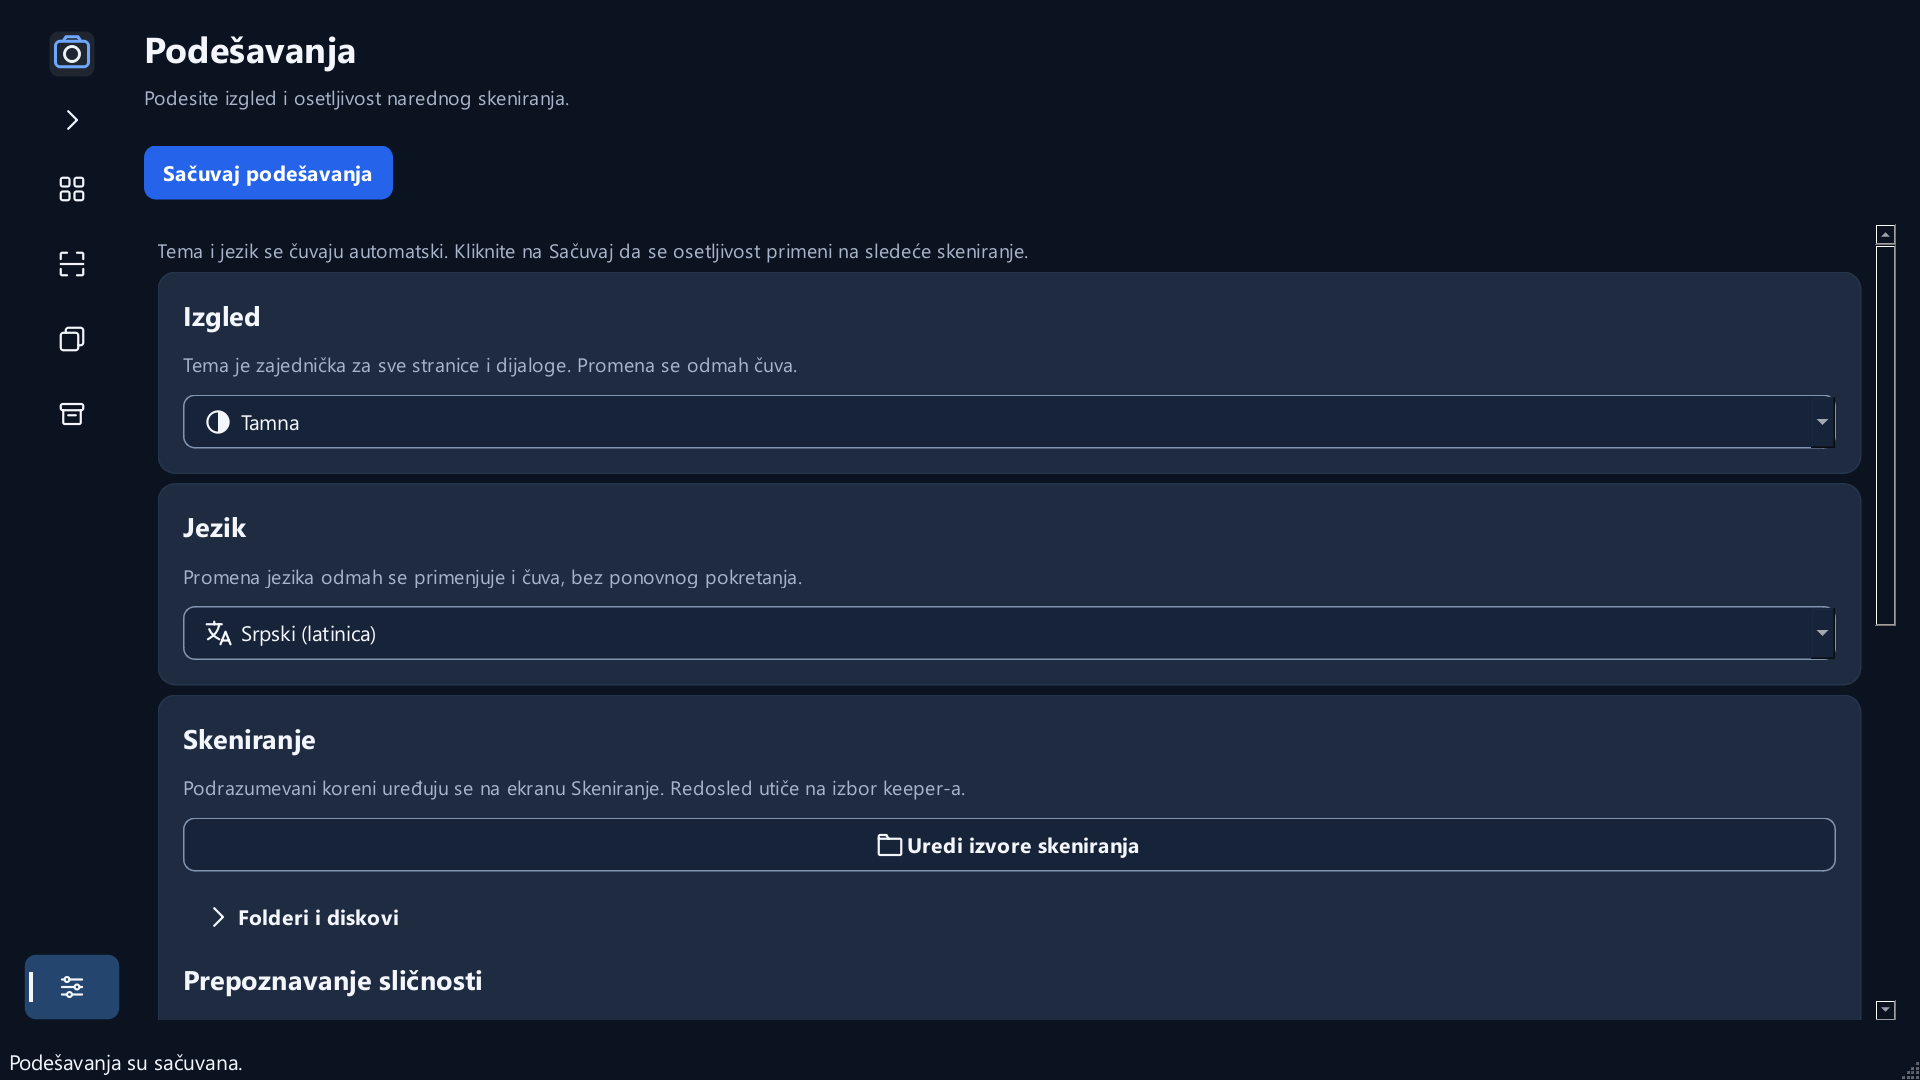 Podešavanja
Podesite izgled i osetljivost narednog skeniranja.
Sačuvaj podešavanja
Tema i jezik se čuvaju automatski. Kliknite na Sačuvaj da se osetljivost primeni na sledeće skeniranje.
Izgled
Tema je zajednička za sve stranice i dijaloge. Promena se odmah čuva.
Tamna
Jezik
Promena jezika odmah se primenjuje i čuva, bez ponovnog pokretanja.
Srpski (latinica)
Skeniranje
Podrazumevani koreni uređuju se na ekranu Skeniranje. Redosled utiče na izbor keeper-a.
Uredi izvore skeniranja
Folderi i diskovi
Prepoznavanje sličnosti
Podešavanja su sačuvana.